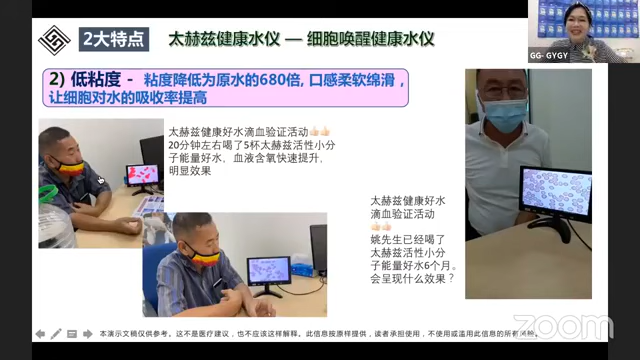 2大特点
太赫兹健康水仪 — 细胞唤醒健康水仪
GG- GYGY
2) 低粘度 - 粘度降低为原水的680倍, 口感柔软绵滑，
让细胞对水的吸收率提高
太赫兹健康好水滴血验证活动👍🏻👍🏻
20分钟左右喝了5杯太赫兹活性小分
子能量好水，血液含氧快速提升，
明显效果
太赫兹健康好水
滴血验证活动
👍🏻👍🏻
姚先生已经喝了
太赫兹活性小分
子能量好水6个月。
会呈现什么效果？
本演示文稿仅供参考。这不是医疗建议，也不应该这样解释。此信息按原样提供，读者承担使用，不使用或滥用此信息的所有风险。
zoom